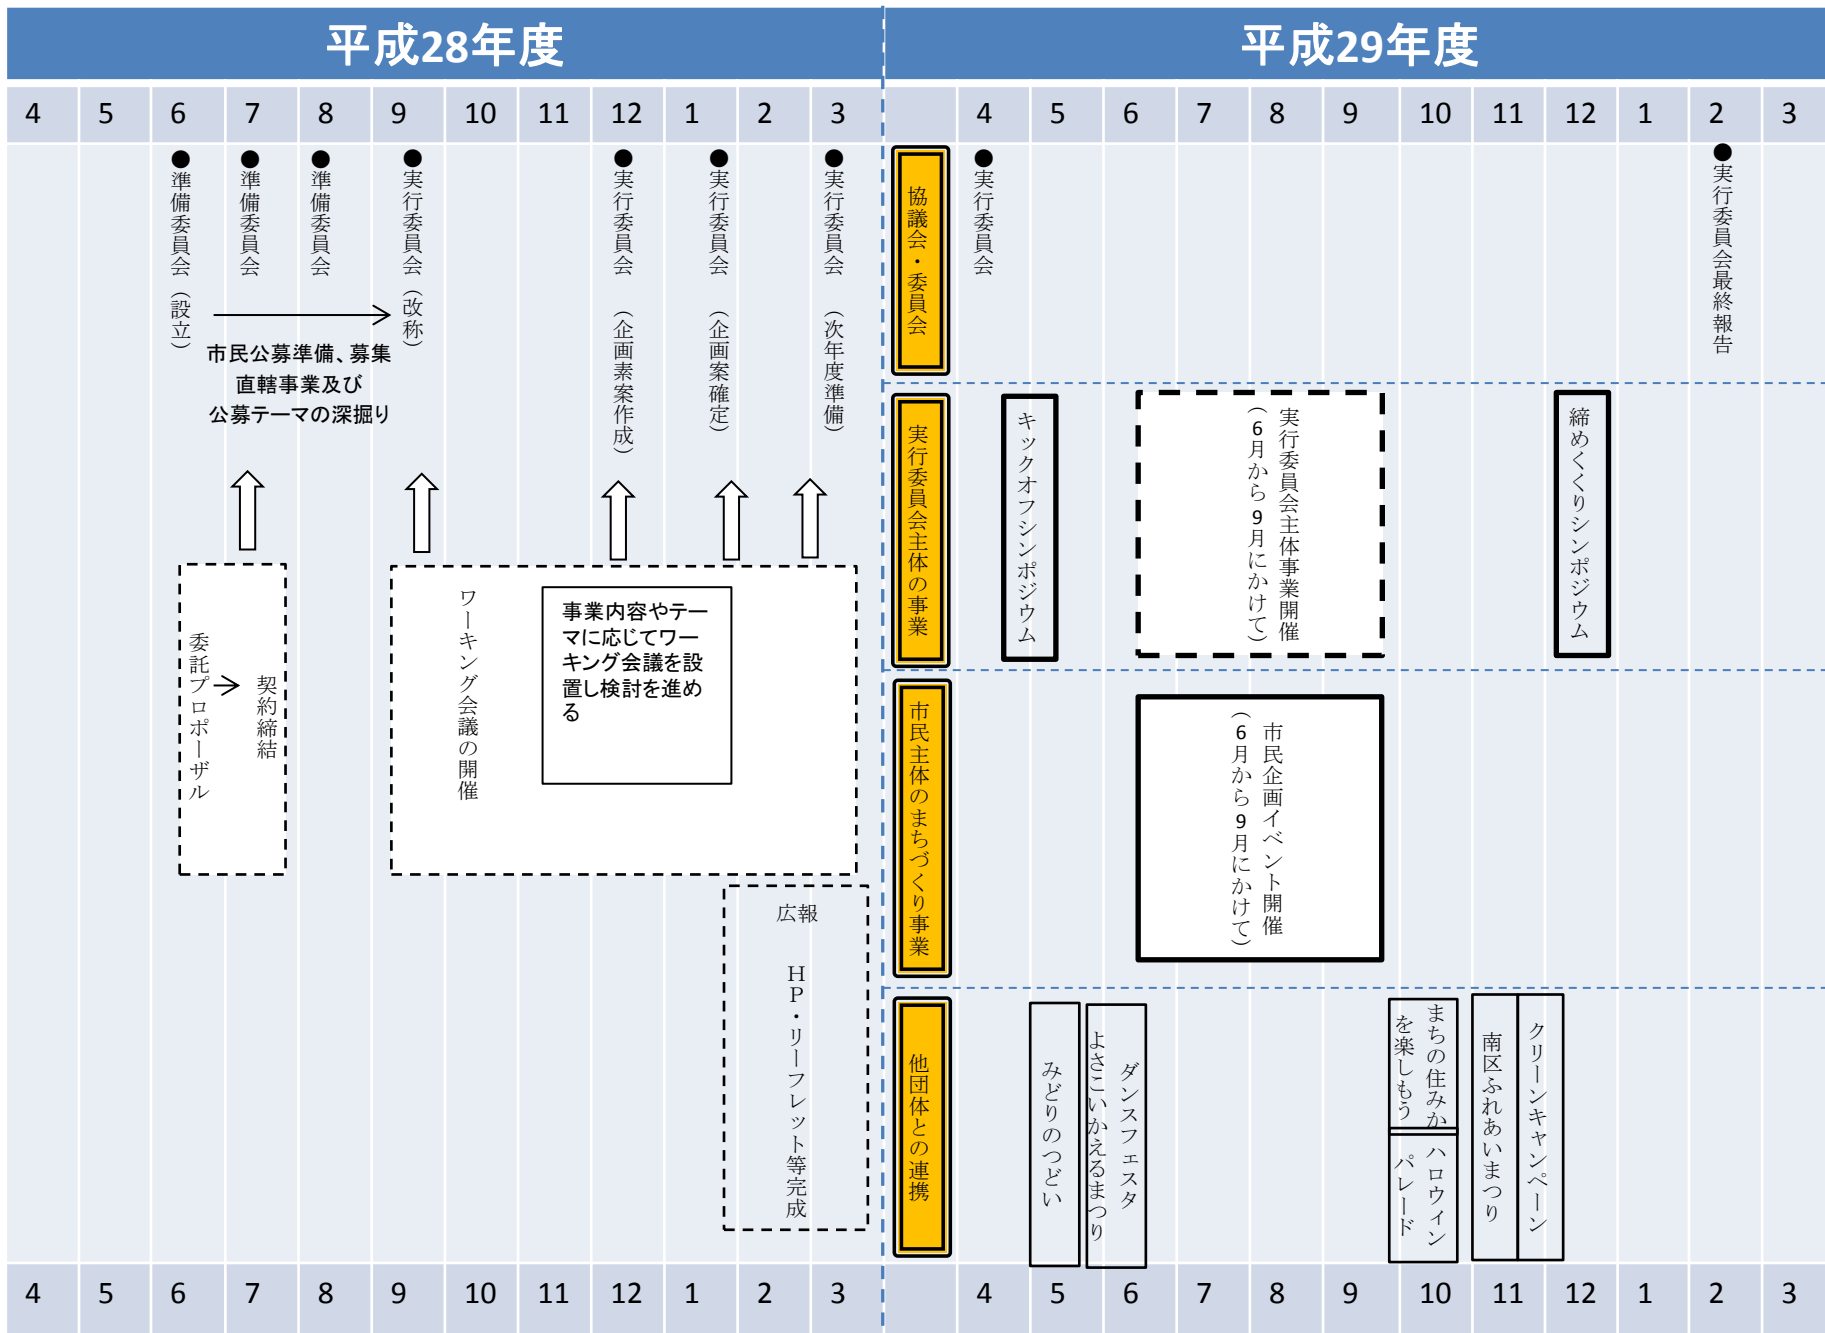 平成28年度
平成29年度
4 5 6 7 8 9 10 11 12 1 2 3
4 5 6 7 8 9 10 11 12 1 2 3
●準備委員会（設立）
●準備委員会
●準備委員会
●実行委員会（改称）
●実行委員会（企画素案作成）
●実行委員会（企画案確定）
●実行委員会（次年度準備）
市民公募準備、募集
直轄事業及び
公募テーマの深掘り
委託プロポーザル
契約締結
ワーキング会議の開催
事業内容やテー
マに応じてワー
キング会議を設
置し検討を進め
る
広報
HP・リーフレット等完成
協議会・委員会
●実行委員会
●実行委員会最終報告
実行委員会主体の事業
キックオフシンポジウム
実行委員会主体事業開催
（6月から9月にかけて）
締めくくりシンポジウム
市民主体のまちづくり事業
市民企画イベント開催
（6月から9月にかけて）
他団体との連携
みどりのつどい
ダンスフェスタ
よさこいかえるまつり
まちの住みか
を楽しもう
ハロウィン
パレード
南区ふれあいまつり
クリーンキャンペーン
4 5 6 7 8 9 10 11 12 1 2 3
4 5 6 7 8 9 10 11 12 1 2 3